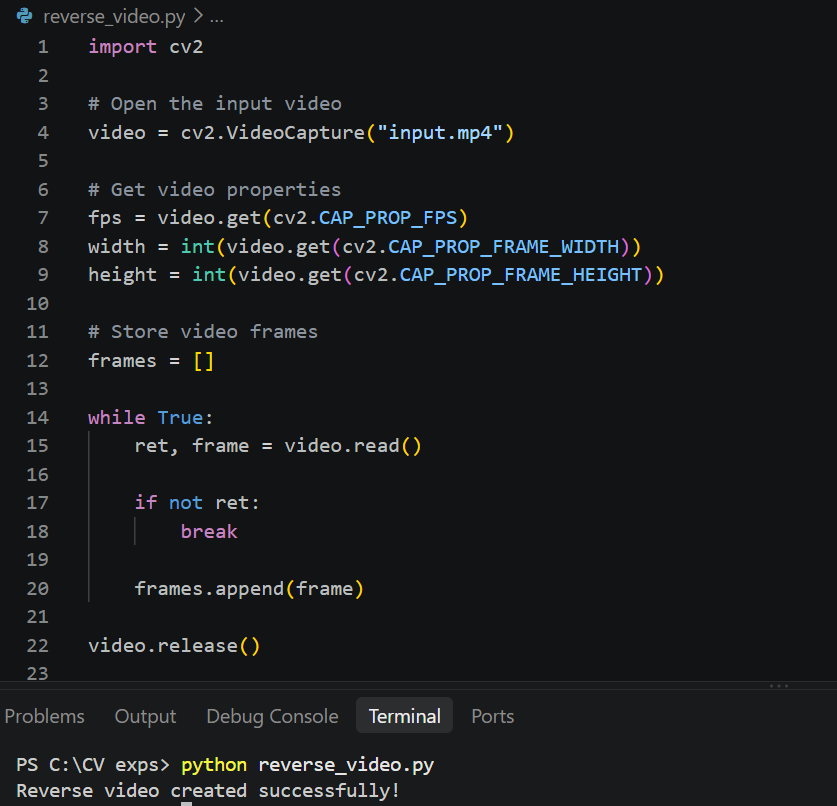 reverse_video.py > ...
1 import cv2
2
3 # Open the input video
4 video = cv2.VideoCapture("input.mp4")
5
6 # Get video properties
7 fps = video.get(cv2.CAP_PROP_FPS)
8 width = int(video.get(cv2.CAP_PROP_FRAME_WIDTH))
9 height = int(video.get(cv2.CAP_PROP_FRAME_HEIGHT))
10
11 # Store video frames
12 frames = []
13
14 while True:
15     ret, frame = video.read()
16
17     if not ret:
18         break
19
20     frames.append(frame)
21
22 video.release()
23
Problems Output Debug Console Terminal Ports
PS C:\CV exps> python reverse_video.py
Reverse video created successfully!